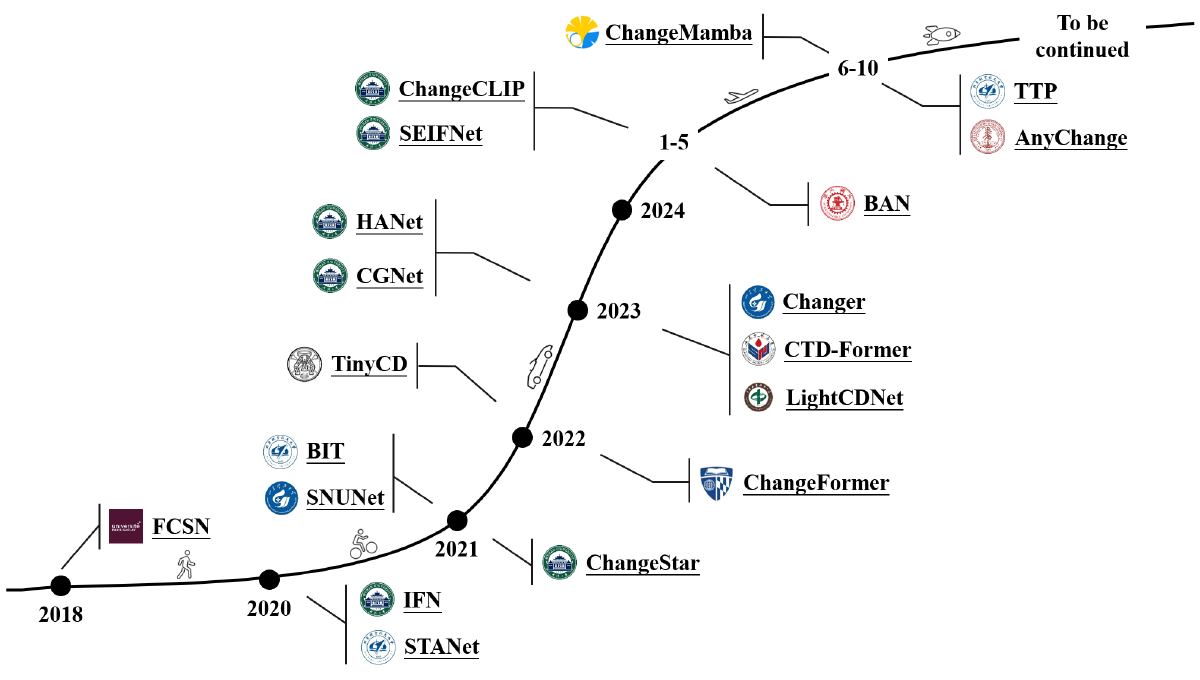 To be
continued
ChangeMamba
6-10
ChangeCLIP
SEIFNet
TTP
AnyChange
1-5
BAN
2024
HANet
CGNet
2023
Changer
CTD-Former
LightCDNet
TinyCD
2022
BIT
SNUNet
ChangeFormer
2021
ChangeStar
université
FCSN
2018
2020
IFN
STANet